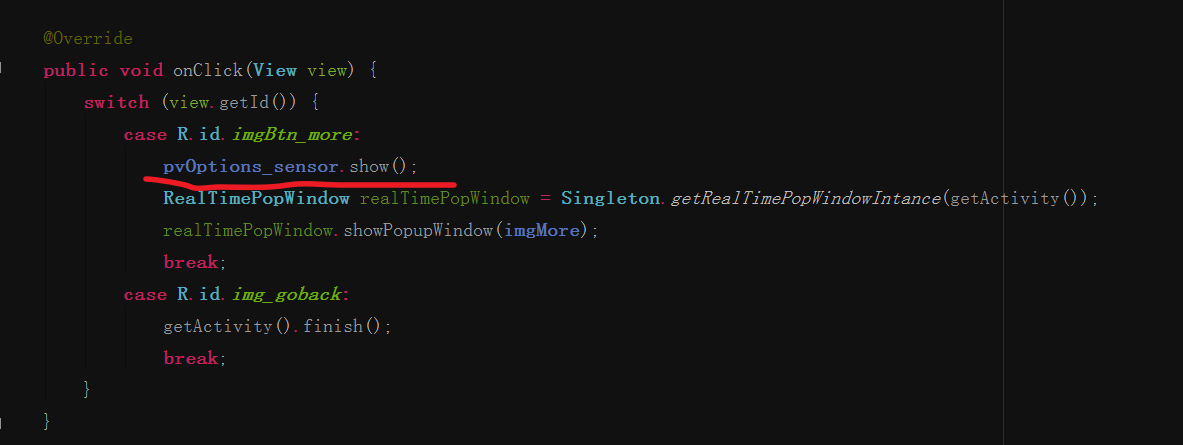 @Override
public void onClick(View view) {
switch (view.getId()) {
case R.id.imgBtn_more:
pvOptions_sensor.show();
RealTimePopWindow realTimePopWindow = Singleton.getRealTimePopWindowIntance(getActivity());
realTimePopWindow.showPopupWindow(imgMore);
break;
case R.id.img_goback:
getActivity().finish();
break;
}
}